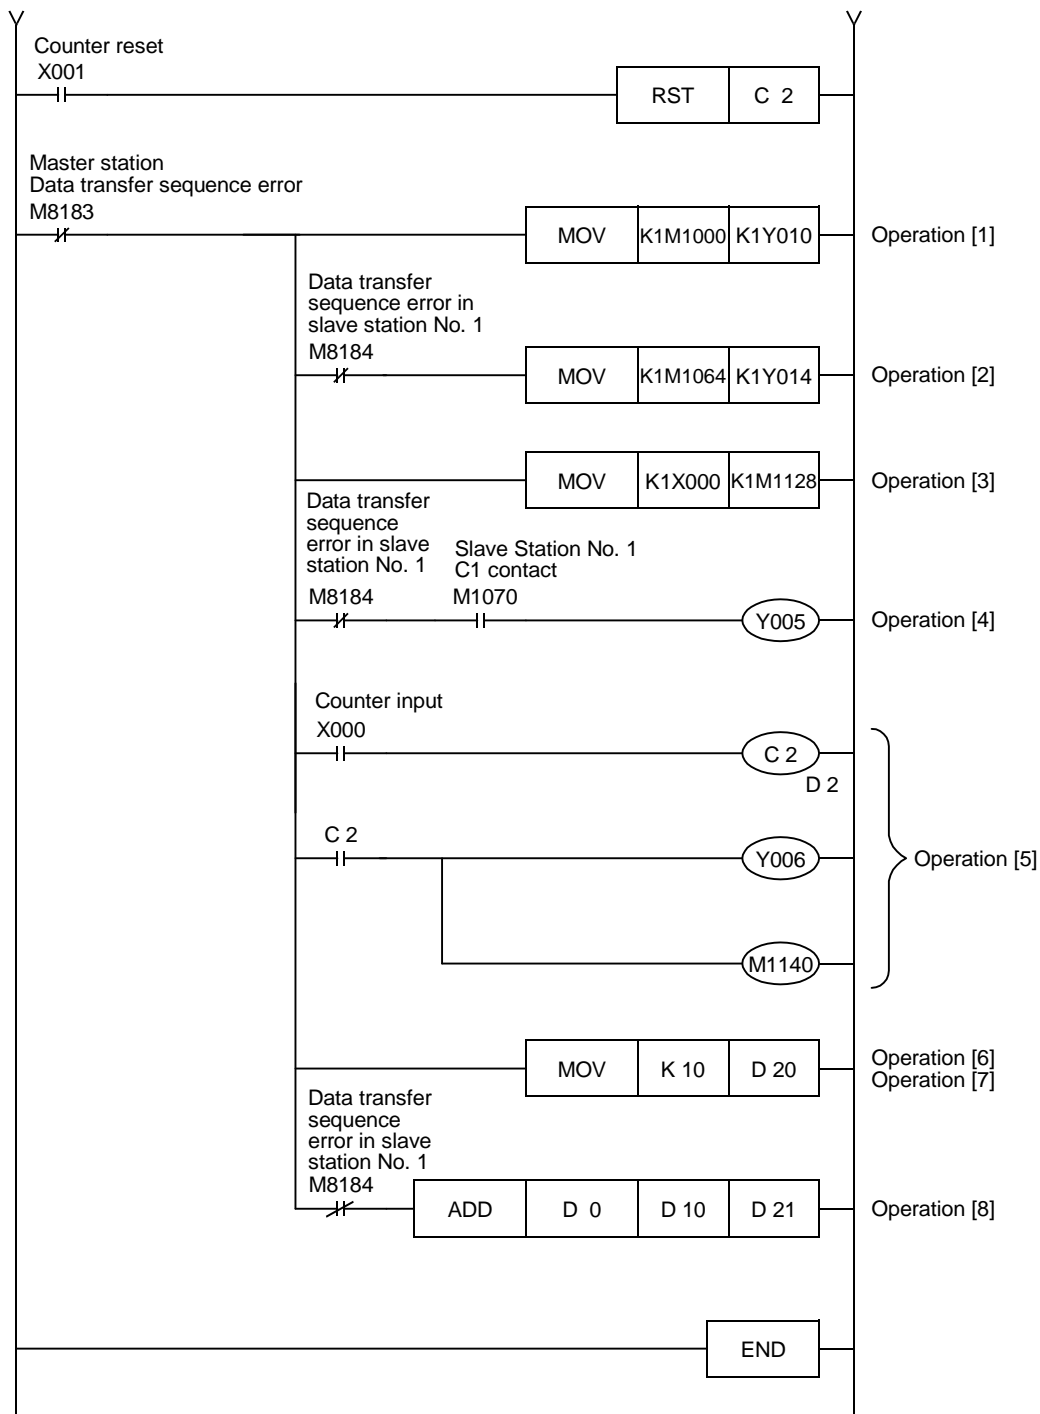 Counter reset
X001
RST C 2
Master station
Data transfer sequence error
M8183
MOV K1M1000 K1Y010 Operation [1]
Data transfer
sequence error in
slave station No. 1
M8184
MOV K1M1064 K1Y014 Operation [2]
MOV K1X000 K1M1128 Operation [3]
Data transfer
sequence
error in slave
station No. 1
Slave Station No. 1
C1 contact
M8184 M1070
Y005 Operation [4]
Counter input
X000
C 2
D 2
C 2
Y006 Operation [5]
M1140
MOV K 10 D 20
Operation [6]
Operation [7]
Data transfer
sequence
error in slave
station No. 1
M8184
ADD D 0 D 10 D 21 Operation [8]
END